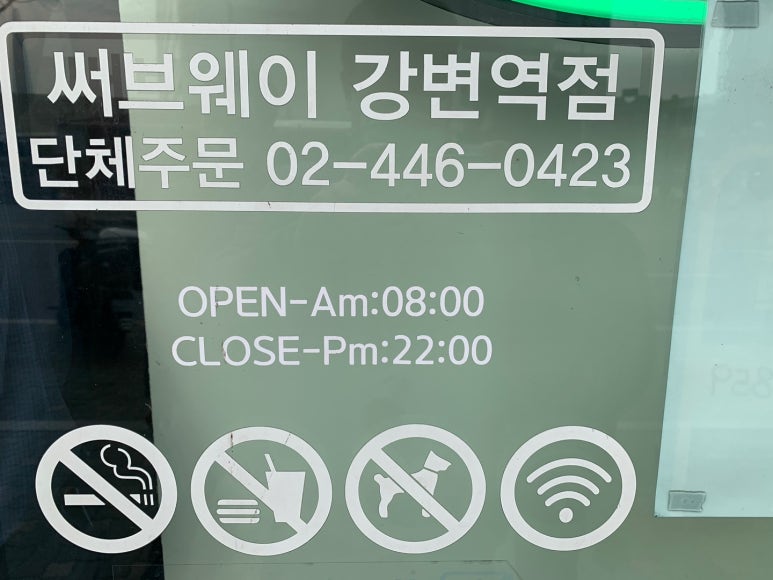 써브웨이 강변역점
단체주문 02-446-0423
OPEN-Am:08:00
CLOSE-Pm:22:00